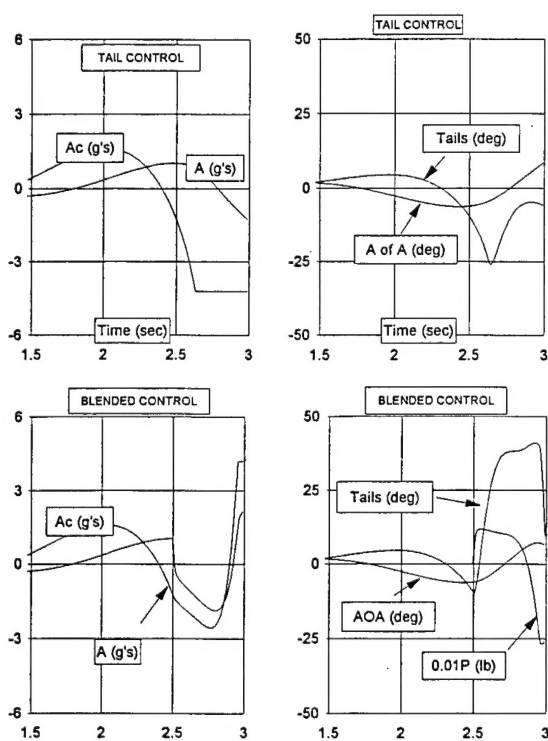 TAIL CONTROL
6
3
0
-3
-6
Ac (g's)
A (g's)
Time (sec)
1.5 2 2.5 3
TAIL CONTROL
50
25
0
-25
-50
Tails (deg)
A of A (deg)
Time (sec)
1.5 2 2.5 3
BLENDED CONTROL
6
3
0
-3
-6
Ac (g's)
A (g's)
1.5 2 2.5 3
BLENDED CONTROL
50
25
0
-25
-50
Tails (deg)
AOA (deg)
0.01P (lb)
1.5 2 2.5 3